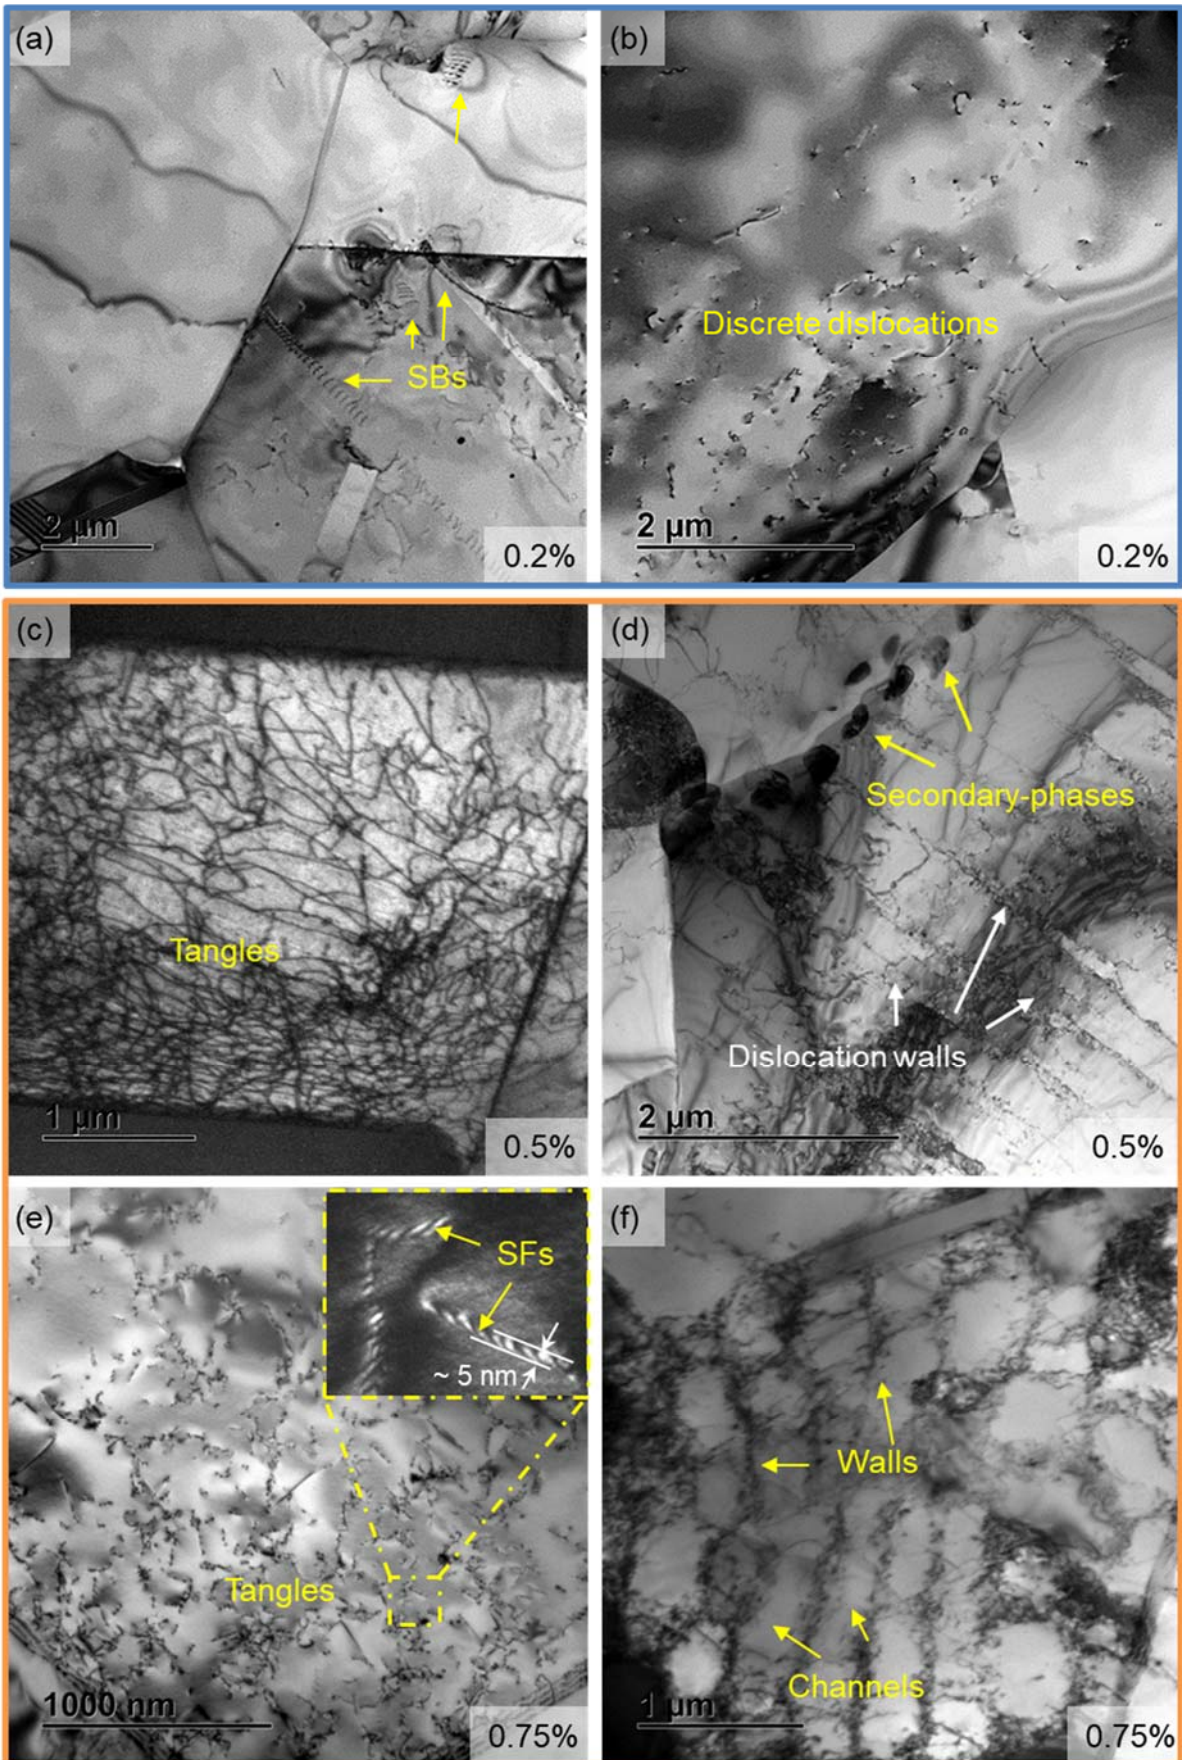 (a)
SBs
2 µm
0.2%
(b)
Discrete dislocations
2 µm
0.2%
(c)
Tangles
1 µm
0.5%
(d)
Secondary-phases
Dislocation walls
2 µm
0.5%
(e)
SFs
~ 5 nm
Tangles
1000 nm
0.75%
(f)
Walls
Channels
1 µm
0.75%